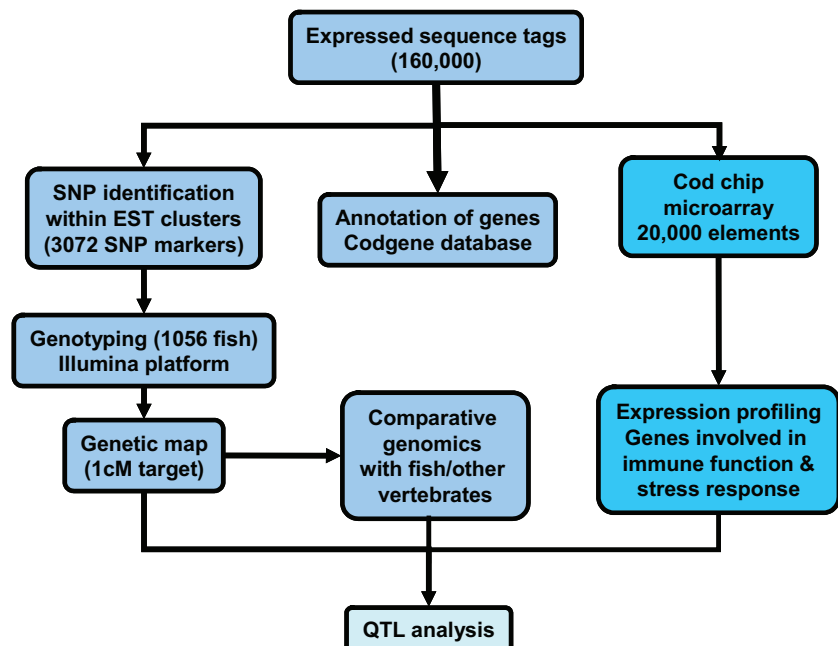 Expressed sequence tags
(160,000)
SNP identification
within EST clusters
(3072 SNP markers)
Annotation of genes
Codgene database
Cod chip
microarray
20,000 elements
Genotyping (1056 fish)
Illumina platform
Genetic map
(1cM target)
Comparative
genomics
with fish/other
vertebrates
Expression profiling
Genes involved in
immune function &
stress response
QTL analysis